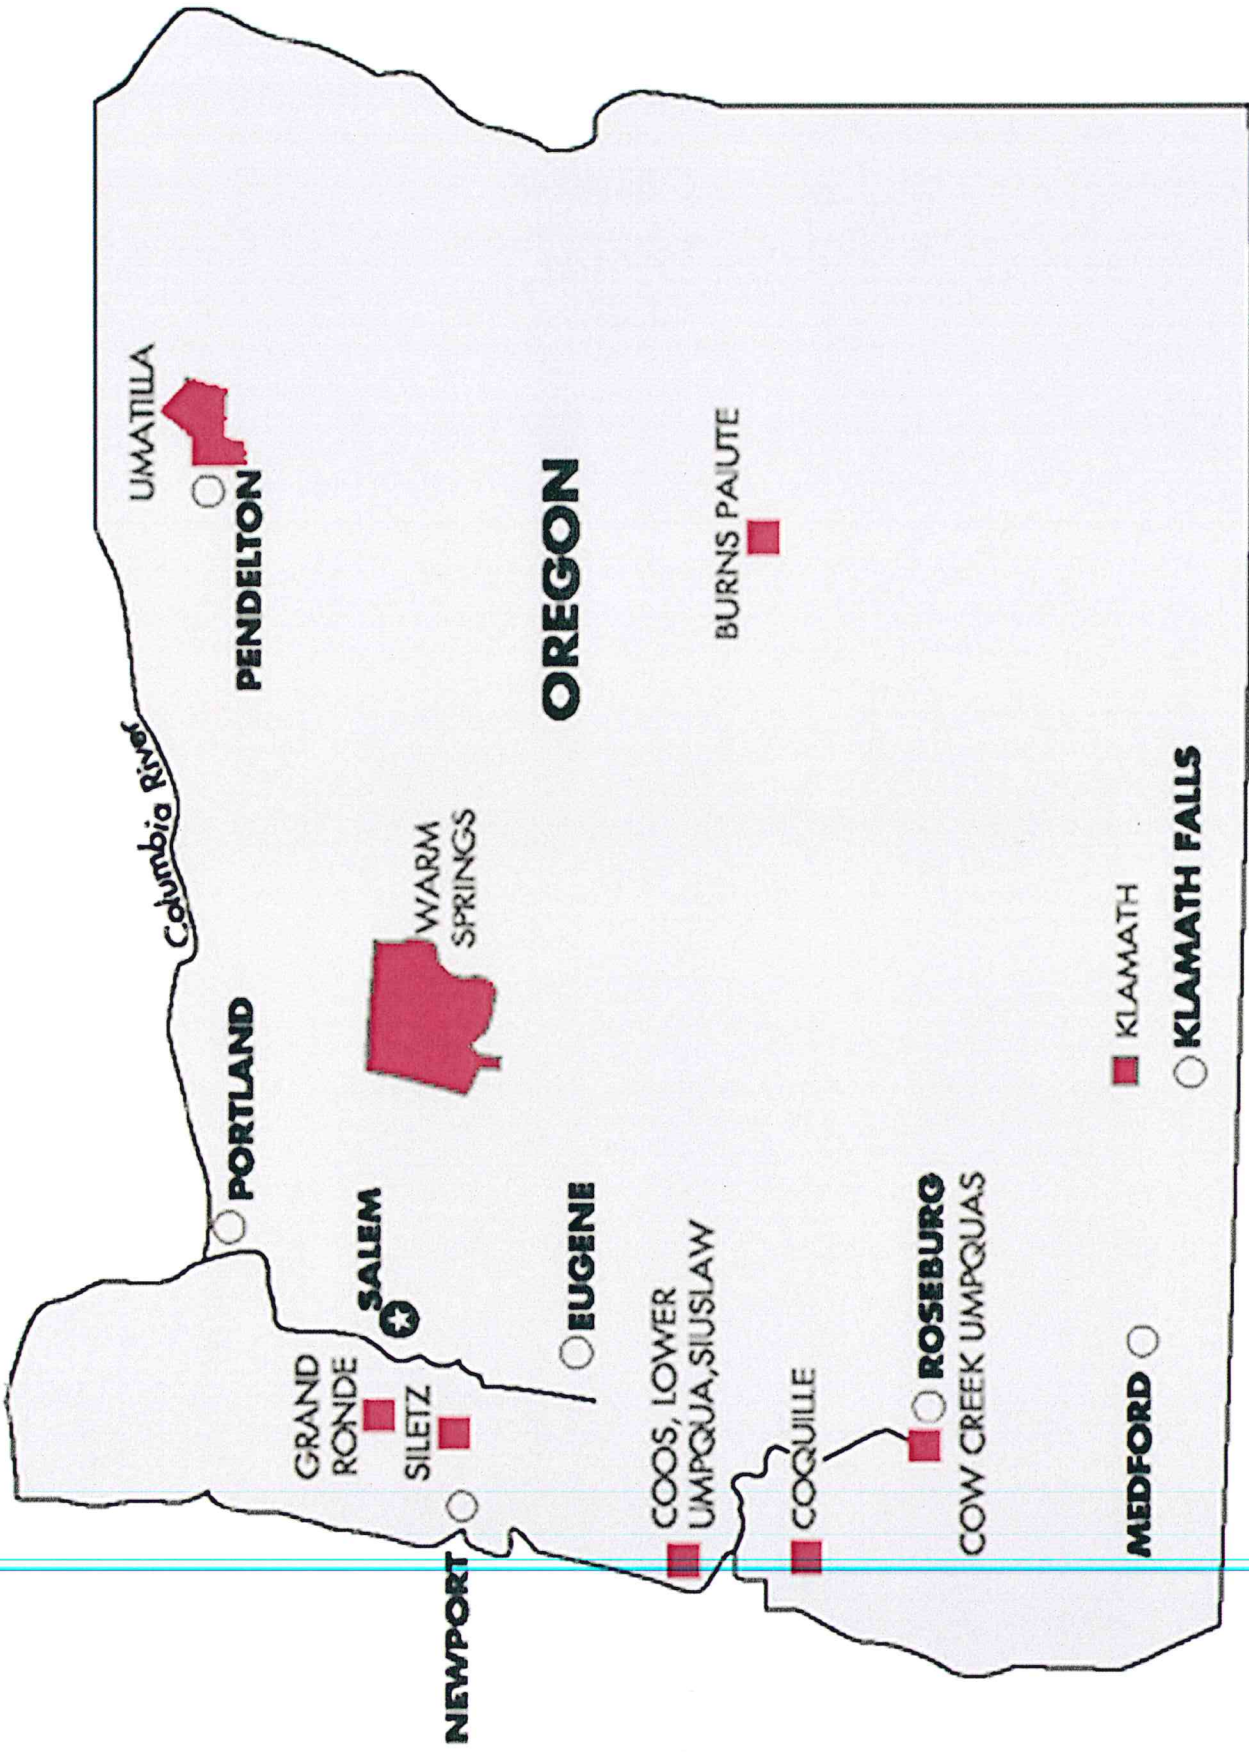 Columbia River
UMATILLA
PENDELTON
PORTLAND
WARM
SPRINGS
SALEM
GRAND
RONDE
SILETZ
NEWPORT
OREGON
EUGENE
COOS, LOWER
UMPQUA,SIUSLAW
BURNS PAIUTE
COQUILLE
ROSEBURG
COW CREEK UMPQUAS
KLAMATH
KLAMATH FALLS
MEDFORD